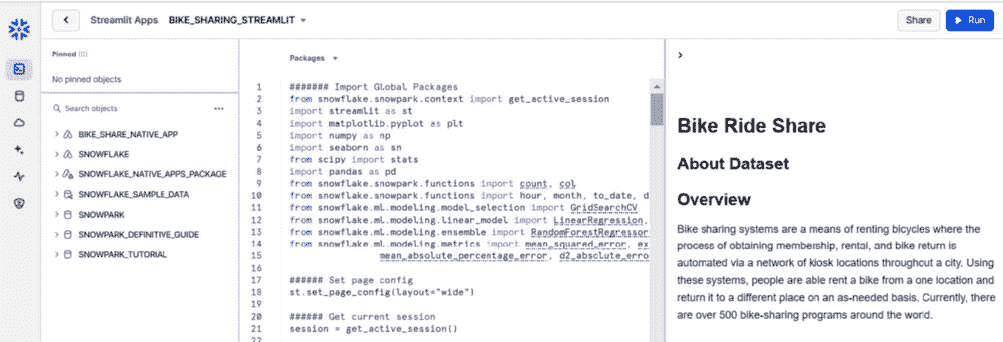 Streamlit Apps BIKE_SHARING_STREAMLIT
Share
Run
Pinned (0)
No pinned objects
Search objects
BIKE_SHARE_NATIVE_APP
SNOWFLAKE
SNOWFLAKE_NATIVE_APPS_PACKAGE
SNOWFLAKE_SAMPLE_DATA
SNOWPARK
SNOWPARK_DEFINITIVE_GUIDE
SNOWPARK_TUTORIAL
Packages
1 ####### Import Global Packages
2 from snowflake.snowpark.context import get_active_session
3 import streamlit as st
4 import matplotlib.pyplot as plt
5 import numpy as np
6 import seaborn as sn
7 from scipy import stats
8 import pandas as pd
9 from snowflake.snowpark.functions import count, col
10 from snowflake.snowpark.functions import hour, month, to_date, d
11 from snowflake.ml.modeling.model_selection import GridSearchCV
12 from snowflake.ml.modeling.linear_model import LinearRegression,
13 from snowflake.ml.modeling.ensemble import RandomForestRegressor
14 from snowflake.ml.modeling.metrics import mean_squared_error, ex
15 mean_absolute_percentage_error, d2_absolute_erro
16
17 ###### Set page config
18 st.set_page_config(layout="wide")
19
20 ###### Get current session
21 session = get_active_session()
22
Bike Ride Share
About Dataset
Overview
Bike sharing systems are a means of renting bicycles where the
process of obtaining membership, rental, and bike return is
automated via a network of kiosk locations throughout a city. Using
these systems, people are able rent a bike from a one location and
return it to a different place on an as-needed basis. Currently, there
are over 500 bike-sharing programs around the world.